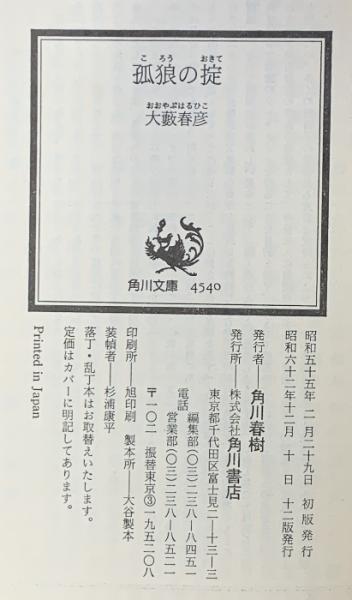 こ ろう おきて
孤狼の掟
おおやぶはるひこ
大藪春彦
角川文庫 4540
昭和五十五年 二月二十九日 初版発行
昭和六十二年十二月 十日 十二版発行
発行者――角川春樹
発行所――株式会社角川書店
東京都千代田区富士見二―十三―三
電話 編集部(〇三)二三八―八四五一
営業部(〇三)二三八―八五二一
〒一〇二 振替東京③一九五二〇八
印刷所――旭印刷 製本所――大谷製本
装幀者――杉浦康平
落丁・乱丁本はお取替えいたします。
定価はカバーに明記してあります。
Printed in Japan